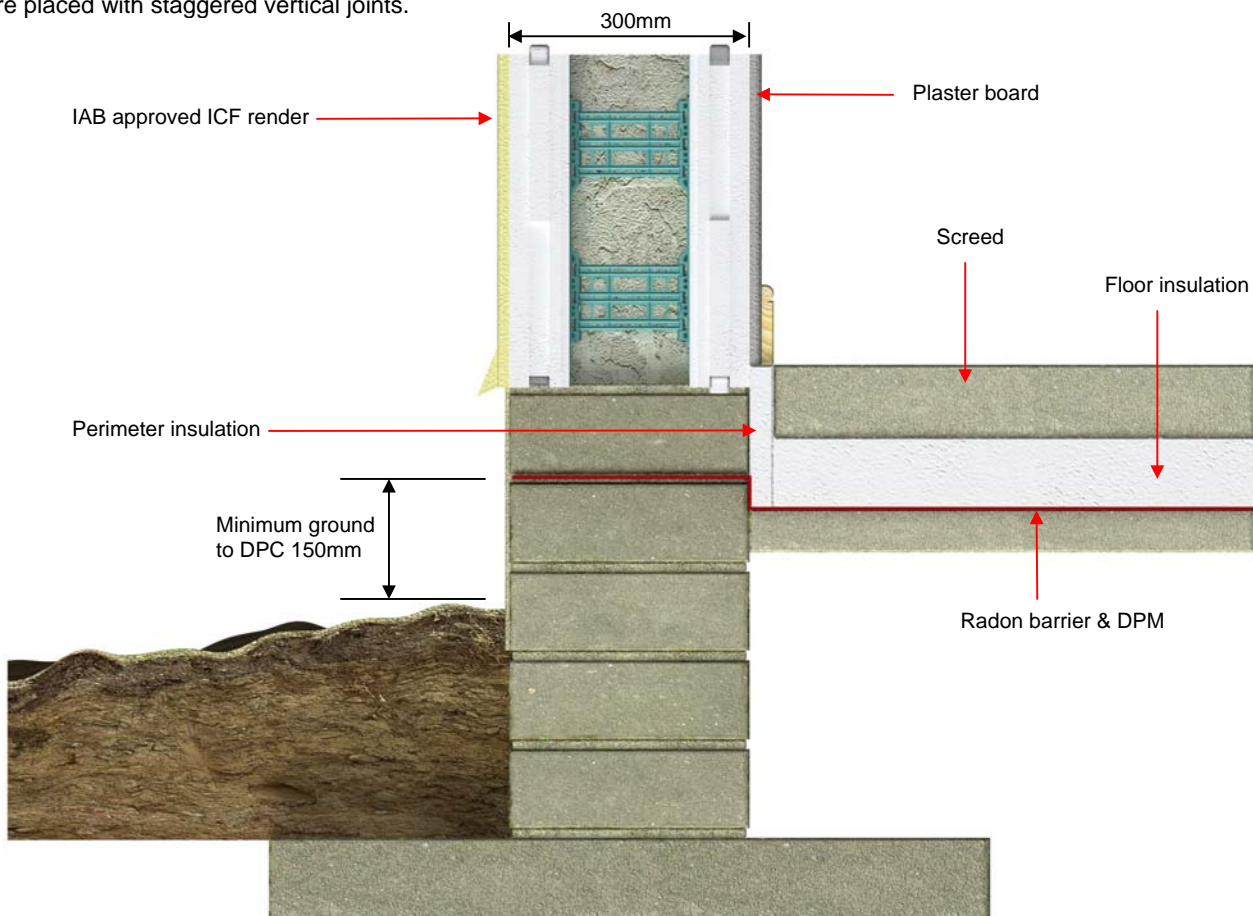 re placed with staggered vertical joints.
300mm
IAB approved ICF render
Plaster board
Screed
Floor insulation
Perimeter insulation
Minimum ground
to DPC 150mm
Radon barrier & DPM